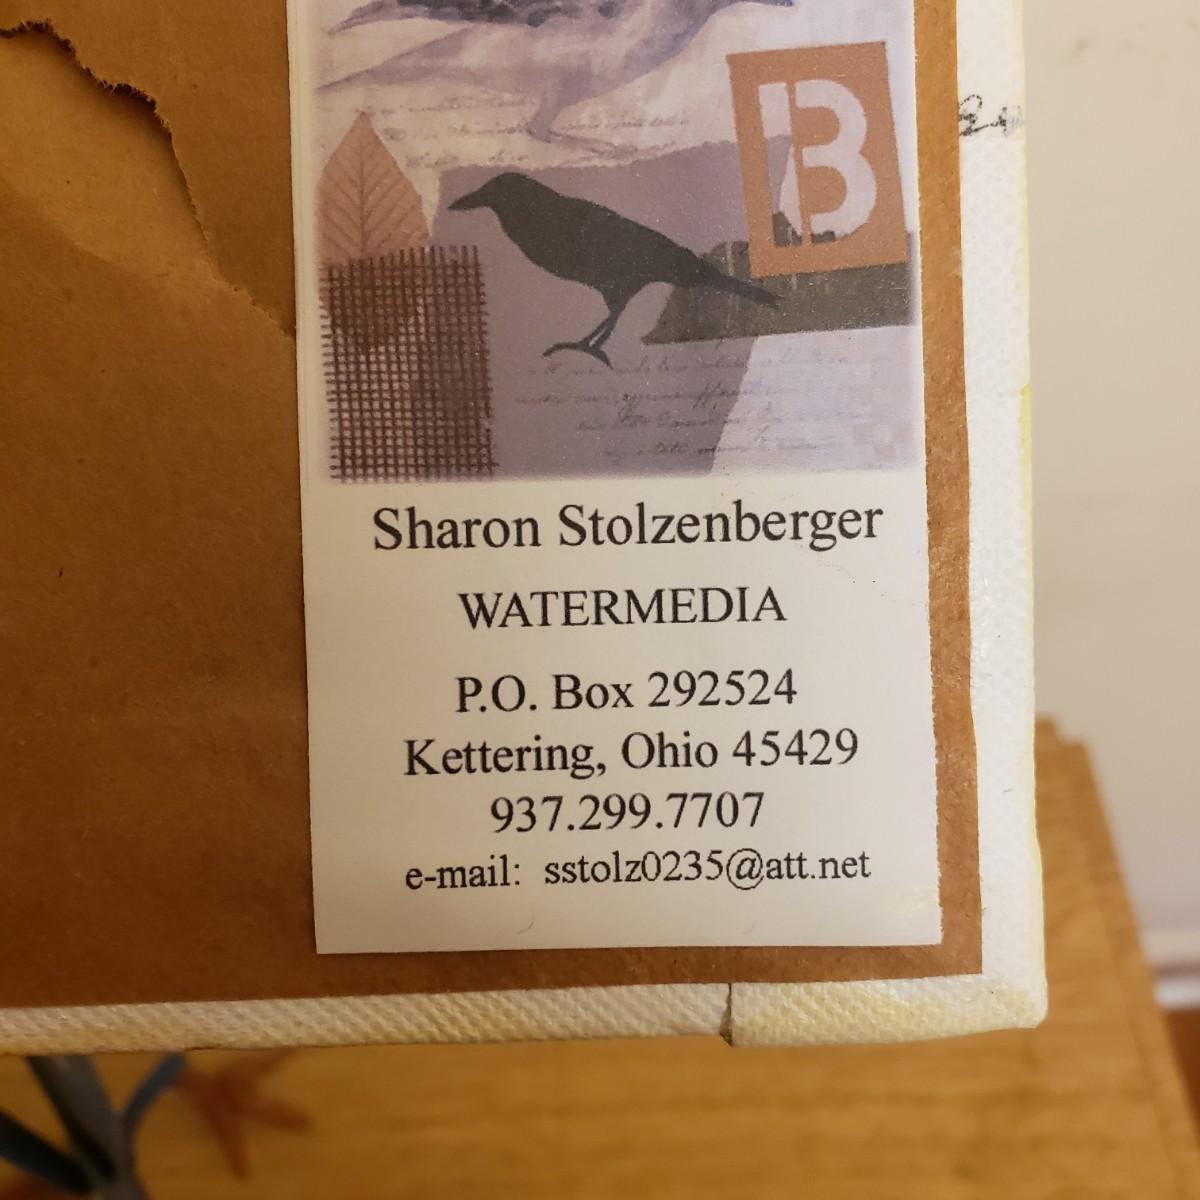 B
Sharon Stolzenberger
WATERMEDIA
P.O. Box 292524
Kettering, Ohio 45429
937.299.7707
e-mail: sstolz0235@att.net